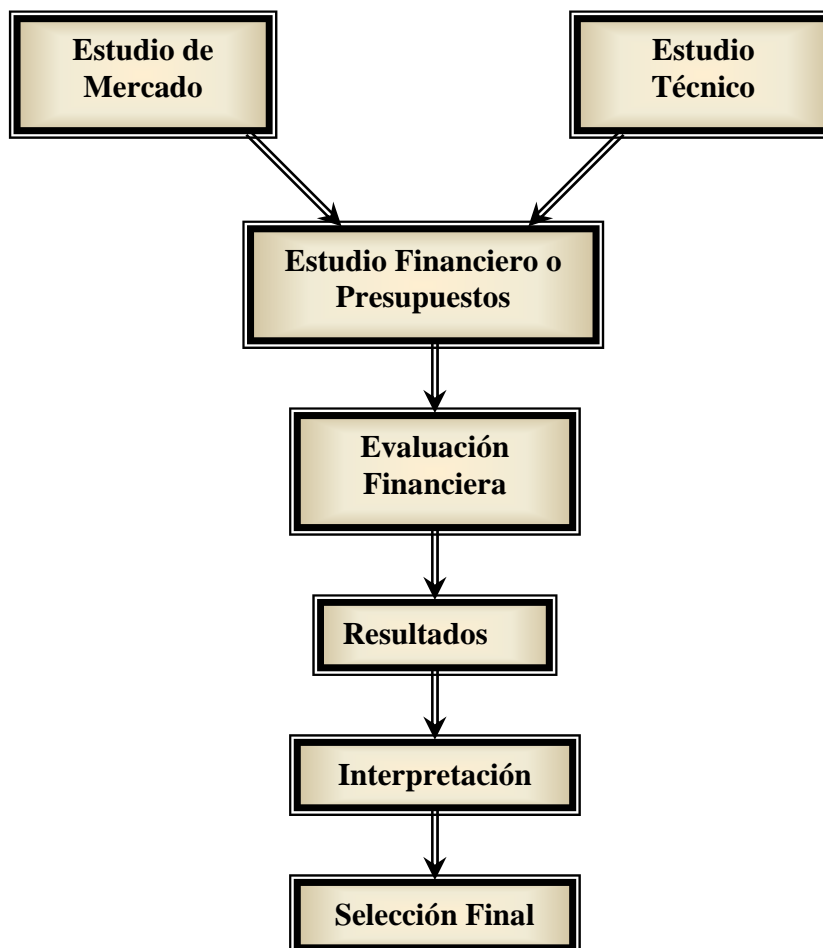 Estudio de
Mercado
Estudio
Técnico
Estudio Financiero o
Presupuestos
Evaluación
Financiera
Resultados
Interpretación
Selección Final